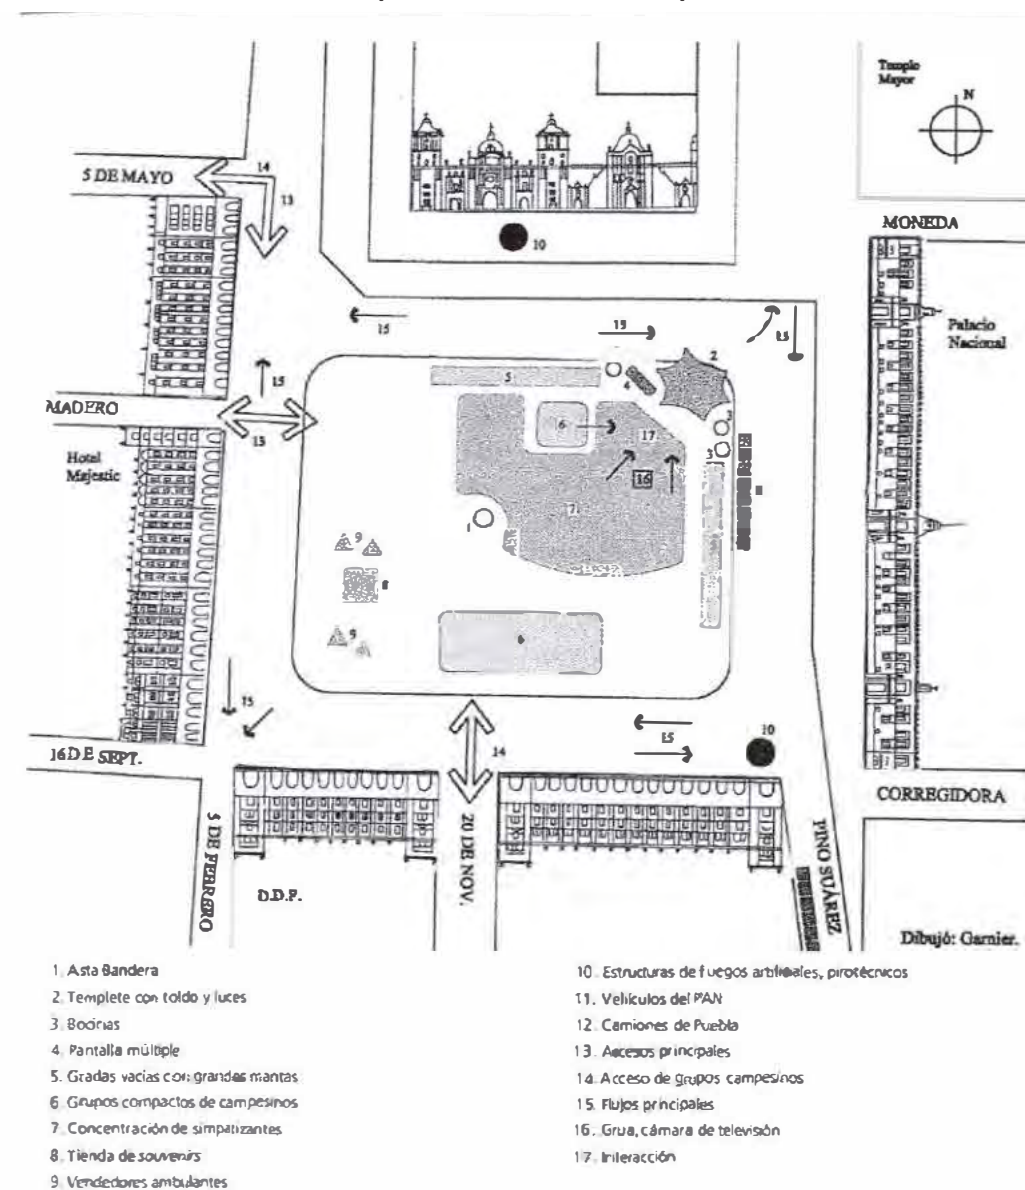 Templo
Mayor
N
5 DE MAYO
14
13
MONEDA
10
Palacio
Nacional
15
15
15
2
15
5
4
MADERO
13
6
17
3
3
Hotel
Majestic
16
7
1
9
8
9
15
14
15
10
16 DE SEPT.
CORREGIDORA
5 DE FEBRERO
20 DE NOV.
PINO SUÁREZ
D.D.F.
Dibujó: Garnier.
1. Asta Bandera
2. Templete con toldo y luces
3. Bocinas
4. Pantalla múltiple
5. Gradas vacías con grandes mantas
6. Grupos compactos de campesinos
7. Concentración de simpatizantes
8. Tienda de souvenirs
9. Vendedores ambulantes
10. Estructuras de fuegos artificiales, pirotécnicos
11. Vehículos del PAN
12. Camiones de Puebla
13. Accesos principales
14. Acceso de grupos campesinos
15. Flujos principales
16. Grua, cámara de televisión
17. Interacción